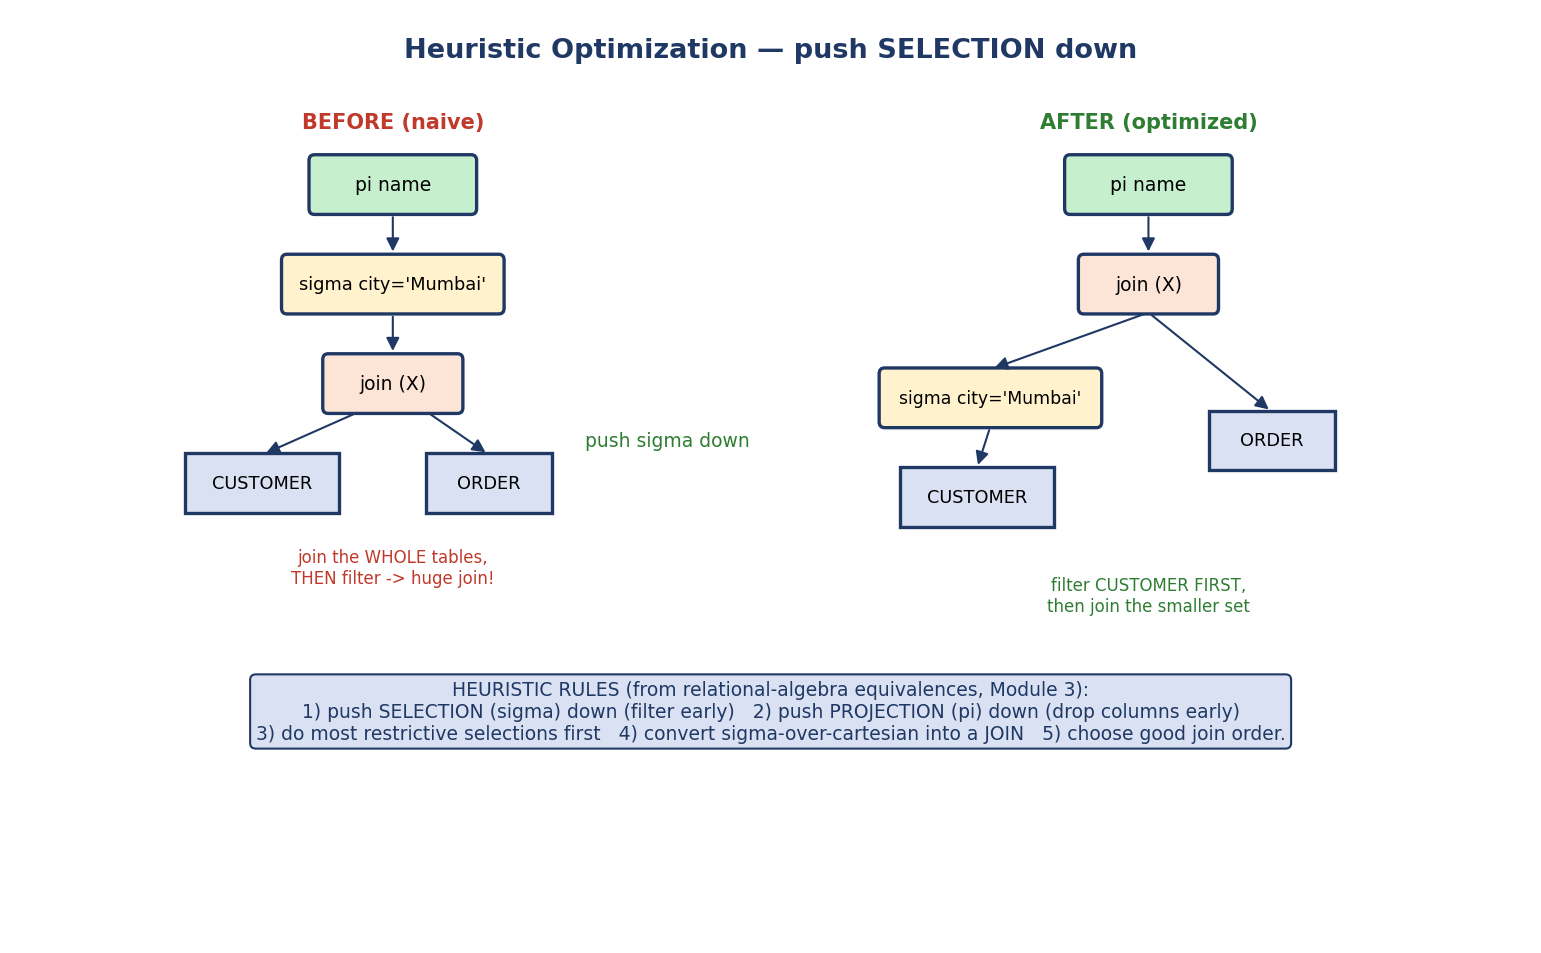 Heuristic Optimization — push SELECTION down
BEFORE (naive)
pi name
sigma city='Mumbai'
join (X)
CUSTOMER
ORDER
join the WHOLE tables,
THEN filter -> huge join!
push sigma down
AFTER (optimized)
pi name
join (X)
sigma city='Mumbai'
ORDER
CUSTOMER
filter CUSTOMER FIRST,
then join the smaller set
HEURISTIC RULES (from relational-algebra equivalences, Module 3):
1) push SELECTION (sigma) down (filter early)   2) push PROJECTION (pi) down (drop columns early)
3) do most restrictive selections first   4) convert sigma-over-cartesian into a JOIN   5) choose good join order.